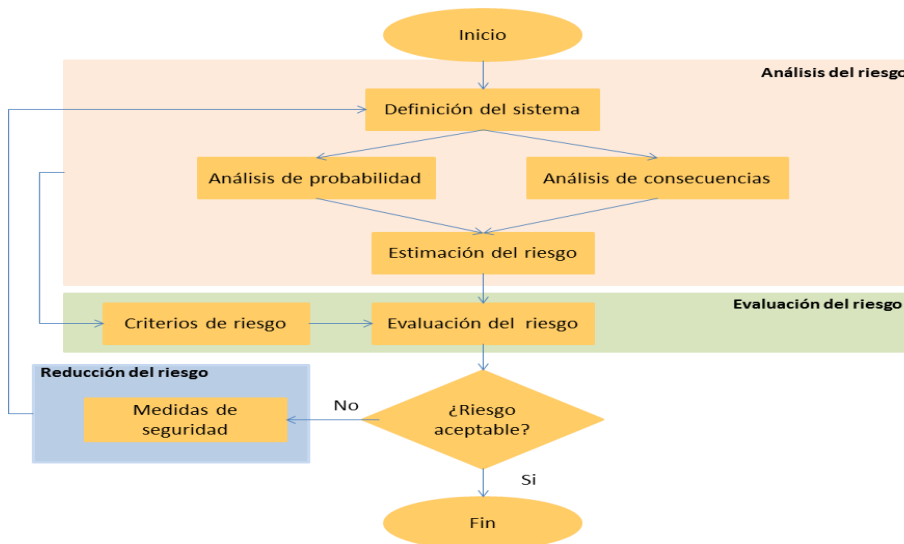 Inicio
Análisis del riesgo
Definición del sistema
Análisis de probabilidad
Análisis de consecuencias
Estimación del riesgo
Evaluación del riesgo
Criterios de riesgo
Evaluación del riesgo
Reducción del riesgo
Medidas de
seguridad
No
¿Riesgo
aceptable?
Si
Fin